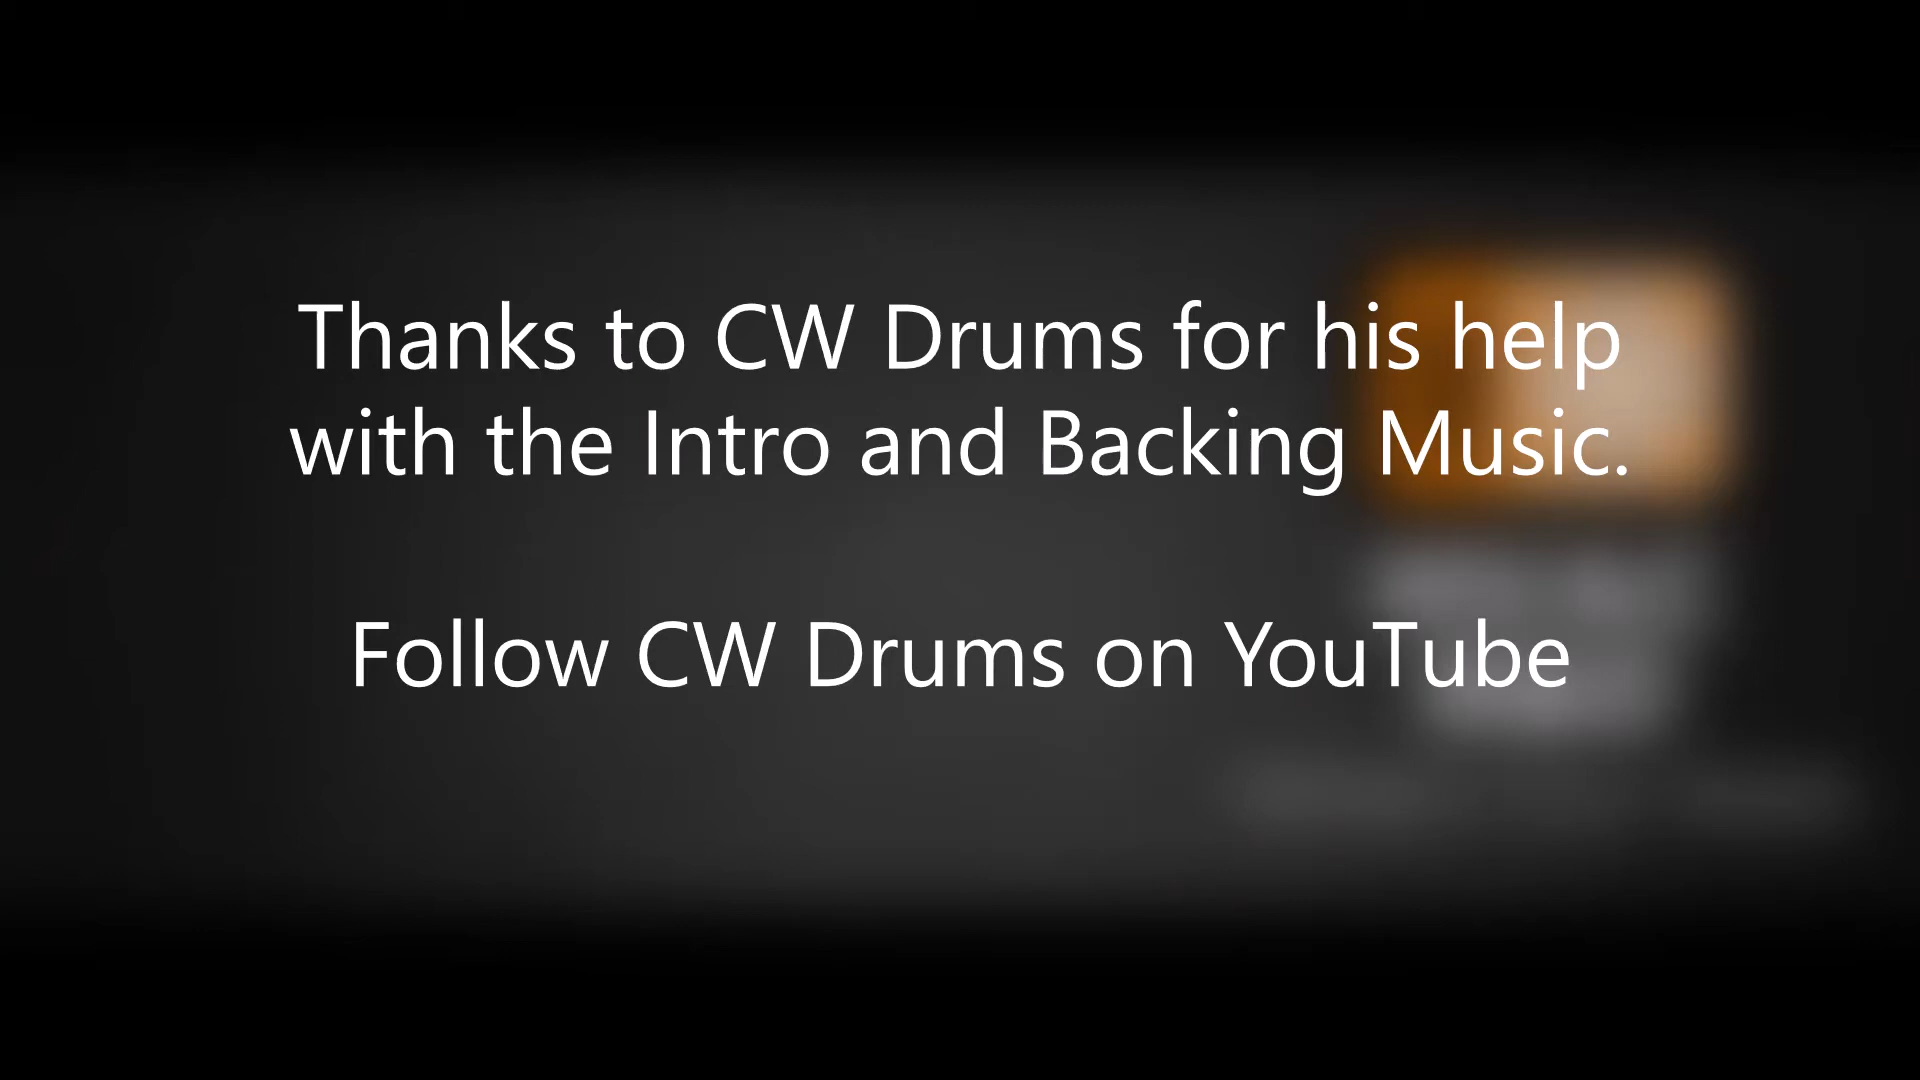 Thanks to CW Drums for his help
with the Intro and Backing Music.
Follow CW Drums on YouTube